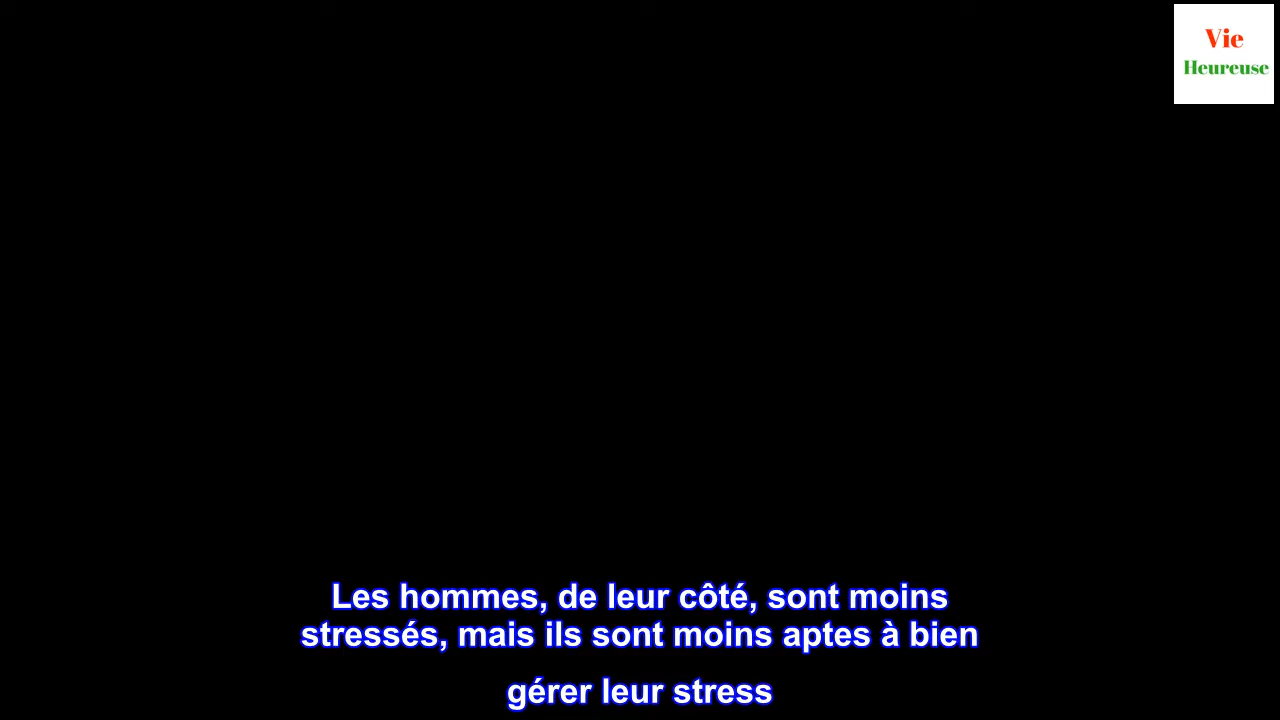 Vie
Heureuse
Les hommes, de leur côté, sont moins
stressés, mais ils sont moins aptes à bien
gérer leur stress